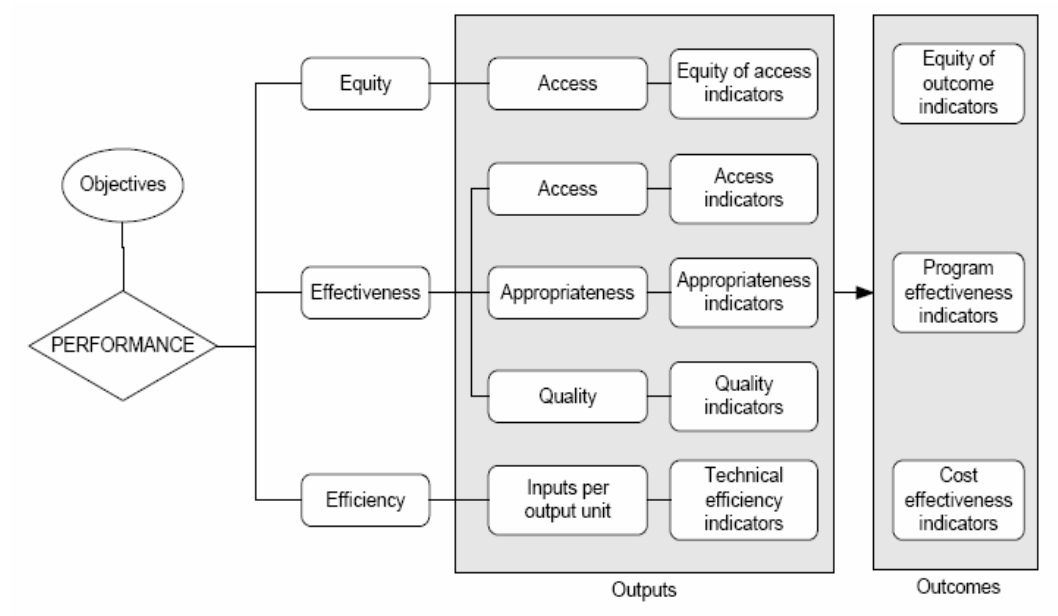 Objectives
PERFORMANCE
Equity
Effectiveness
Efficiency
Access
Equity of access
indicators
Access
Access
indicators
Appropriateness
Appropriateness
indicators
Quality
Quality
indicators
Inputs per
output unit
Technical
efficiency
indicators
Outputs
Equity of
outcome
indicators
Program
effectiveness
indicators
Cost
effectiveness
indicators
Outcomes